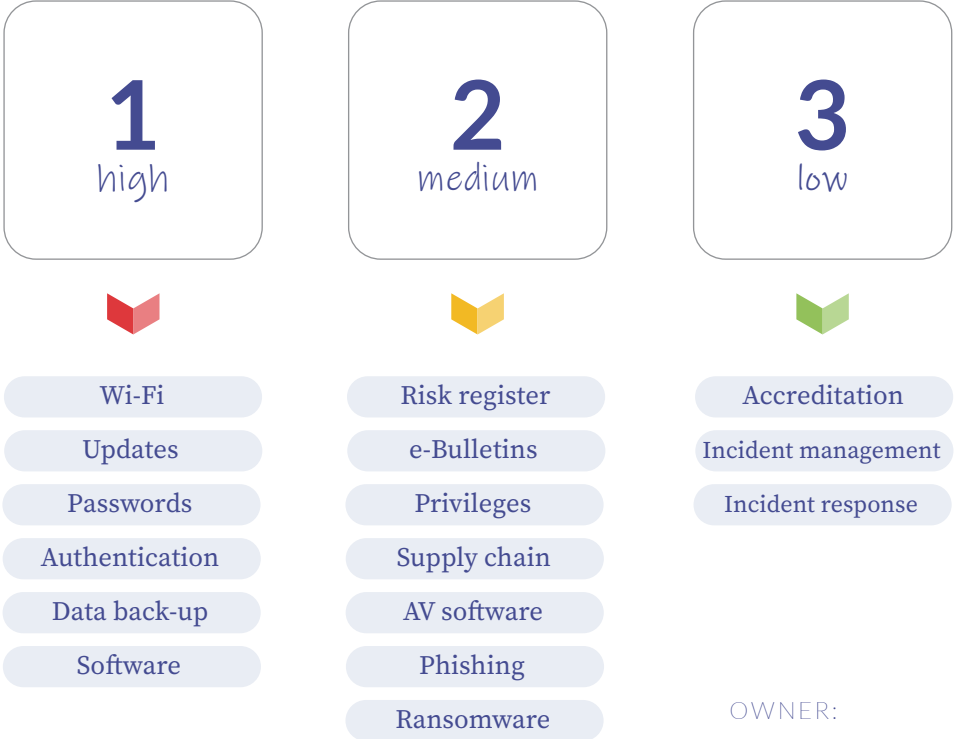 1
high
Wi-Fi
Updates
Passwords
Authentication
Data back-up
Software
2
medium
Risk register
e-Bulletins
Privileges
Supply chain
AV software
Phishing
Ransomware
3
low
Accreditation
Incident management
Incident response
OWNER: